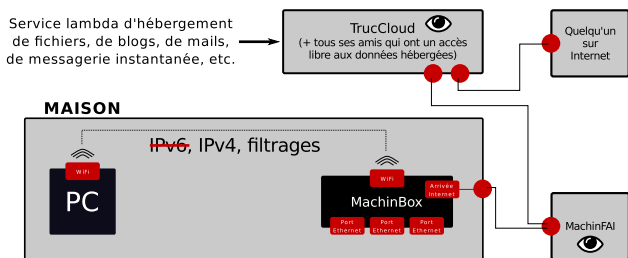 Service lambda d'hébergement
de fichiers, de blogs, de mails,
de messagerie instantanée, etc.
TrucCloud
(+ tous ses amis qui ont un accès
libre aux données hébergées)
Quelqu'un
sur
Internet
MAISON
IPv6, IPv4, filtrages
WiFi
PC
WiFi
Arrivée
Internet
MachinBox
Port
Ethernet
Port
Ethernet
Port
Ethernet
MachinFAI